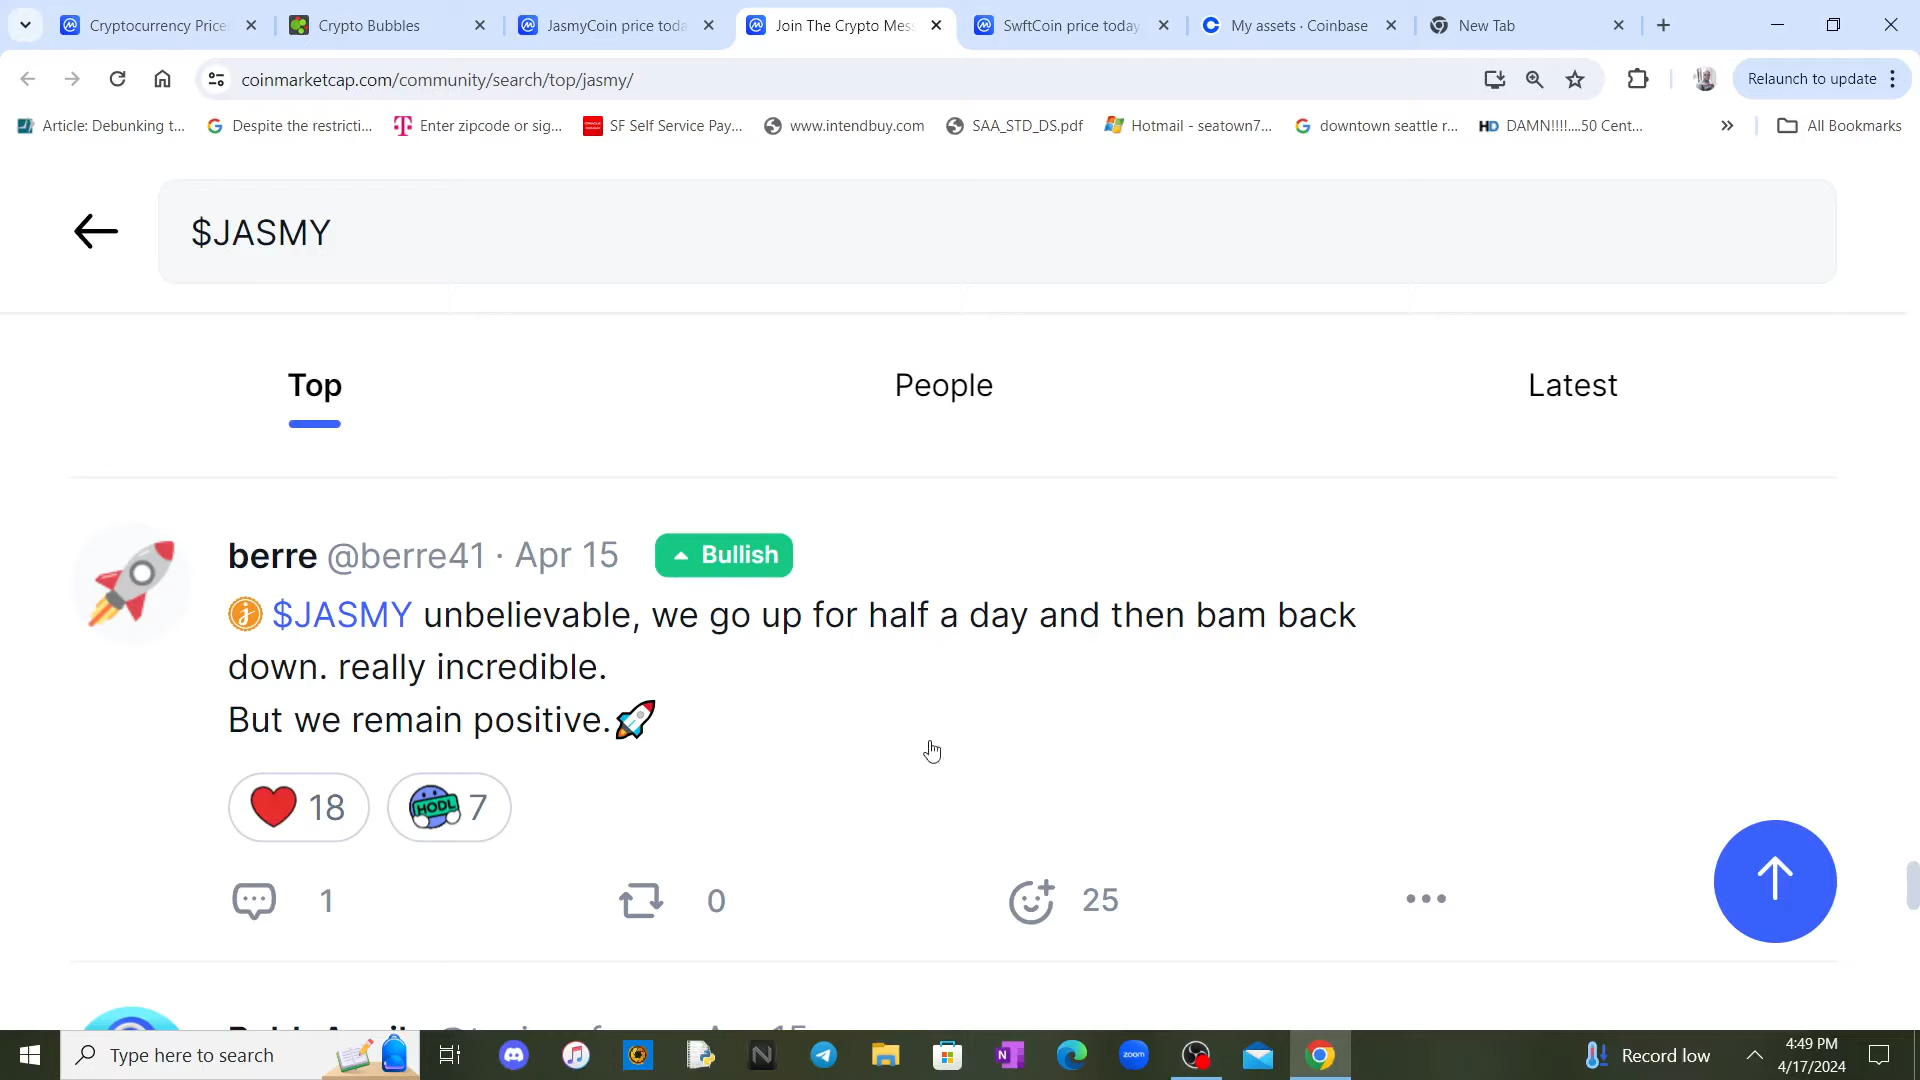 Cryptocurrency Price
Crypto Bubbles
JasmyCoin price toda
Join The Crypto Mes
SwftCoin price today
My assets · Coinbase
New Tab
coinmarketcap.com/community/search/top/jasmy/
Relaunch to update
Article: Debunking t...
Despite the restricti...
Enter zipcode or sig...
SF Self Service Pay...
www.intendbuy.com
SAA_STD_DS.pdf
Hotmail - seatown7...
downtown seattle r...
HD DAMN!!!!....50 Cent...
All Bookmarks
$JASMY
Top
People
Latest
berre @berre41 · Apr 15 Bullish
$JASMY unbelievable, we go up for half a day and then bam back
down. really incredible.
But we remain positive.🚀
18
HODL 7
1
0
25
Type here to search
zoom
Record low
4:49 PM
4/17/2024